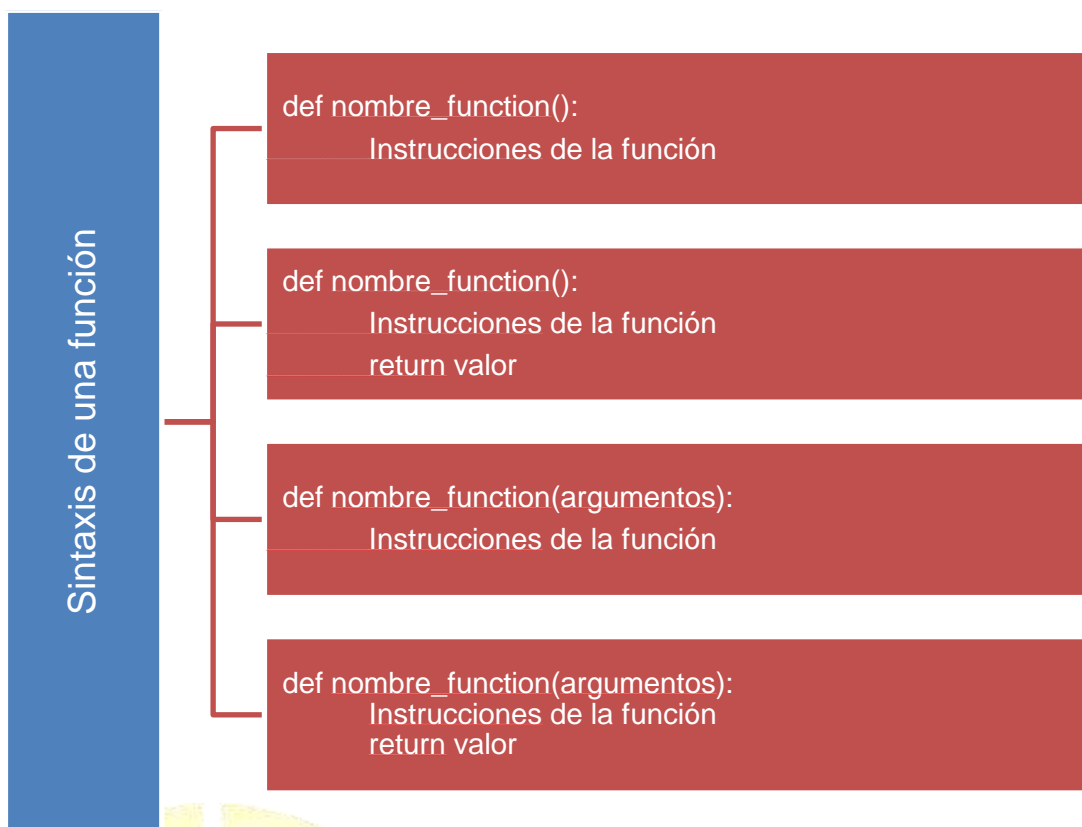 Sintaxis de una función
def nombre_function():
Instrucciones de la función
def nombre_function():
Instrucciones de la función
return valor
def nombre_function(argumentos):
Instrucciones de la función
def nombre_function(argumentos):
Instrucciones de la función
return valor